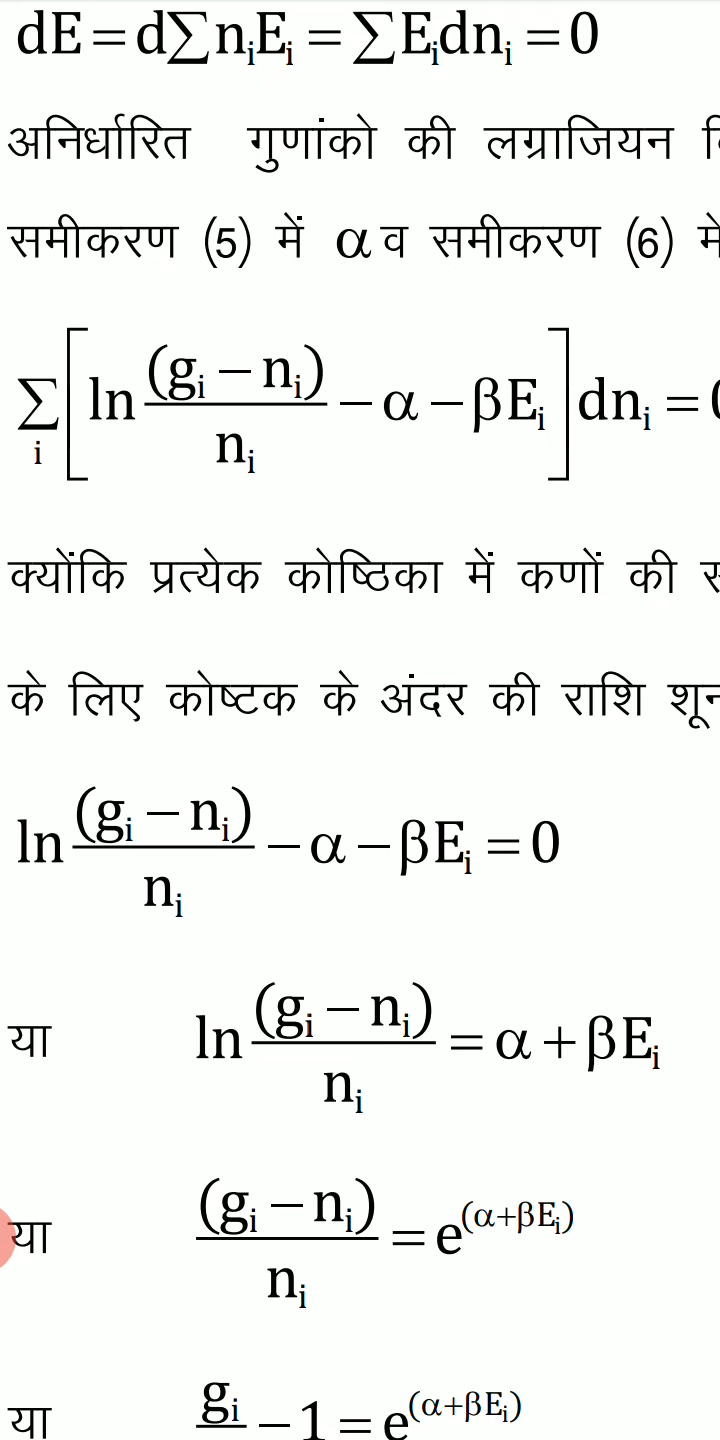 dE = d∑nᵢEᵢ = ∑Eᵢdnᵢ = 0
अनिर्धारित गुणांको की लग्राजियन
समीकरण (5) में α व समीकरण (6) मे
∑ᵢ [ln (gᵢ − nᵢ)/nᵢ − α − βEᵢ] dnᵢ = 0
क्योंकि प्रत्येक कोष्ठिका में कणों की
के लिए कोष्टक के अंदर की राशि
ln (gᵢ − nᵢ)/nᵢ − α − βEᵢ = 0
या ln (gᵢ − nᵢ)/nᵢ = α + βEᵢ
या (gᵢ − nᵢ)/nᵢ = e^(α+βEᵢ)
या gᵢ − 1 = e^(α+βEᵢ)